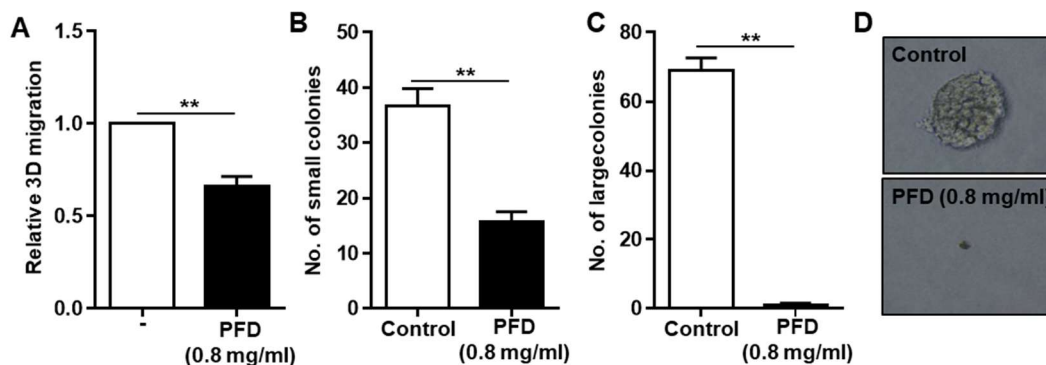 A
Relative 3D migration
1.5
1.0
0.5
0.0
**
-
PFD
(0.8 mg/ml)
B
No. of small colonies
50
40
30
20
10
0
**
Control
PFD
(0.8 mg/ml)
C
No. of largecolonies
80
60
40
20
0
**
Control
PFD
(0.8 mg/ml)
D
Control
PFD (0.8 mg/ml)